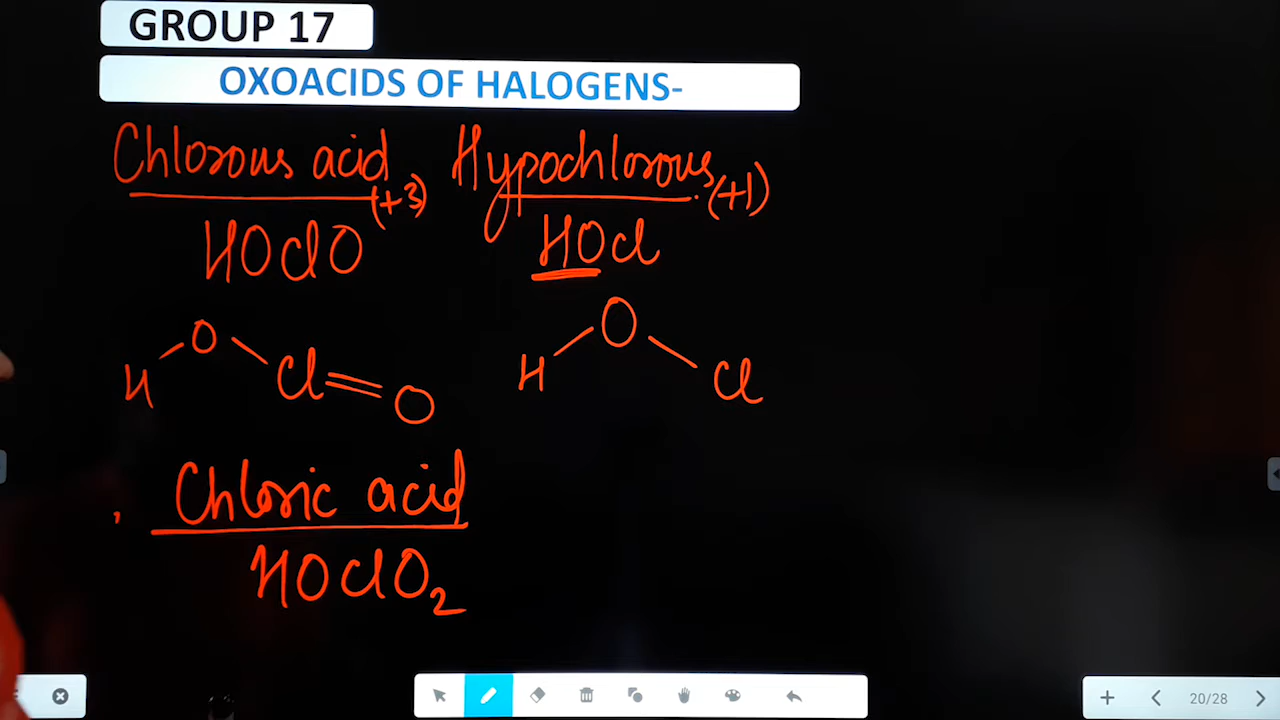 GROUP 17
OXOACIDS OF HALOGENS-
Chlorous acid (+3)
HOClO
H O Cl = O
Hypochlorous (+1)
HOCl
H O Cl
Chloric acid
HOClO2
20/28